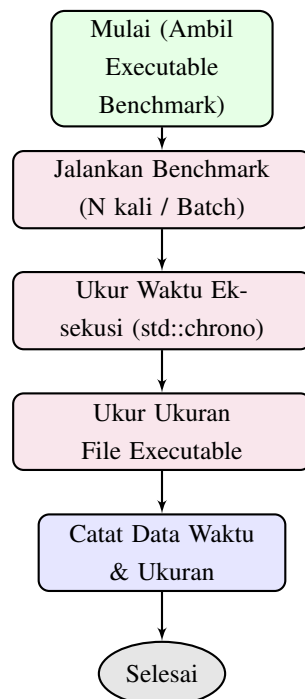 Mulai (Ambil
Executable
Benchmark)
Jalankan Benchmark
(N kali / Batch)
Ukur Waktu Ek-
sekusi (std::chrono)
Ukur Ukuran
File Executable
Catat Data Waktu
& Ukuran
Selesai